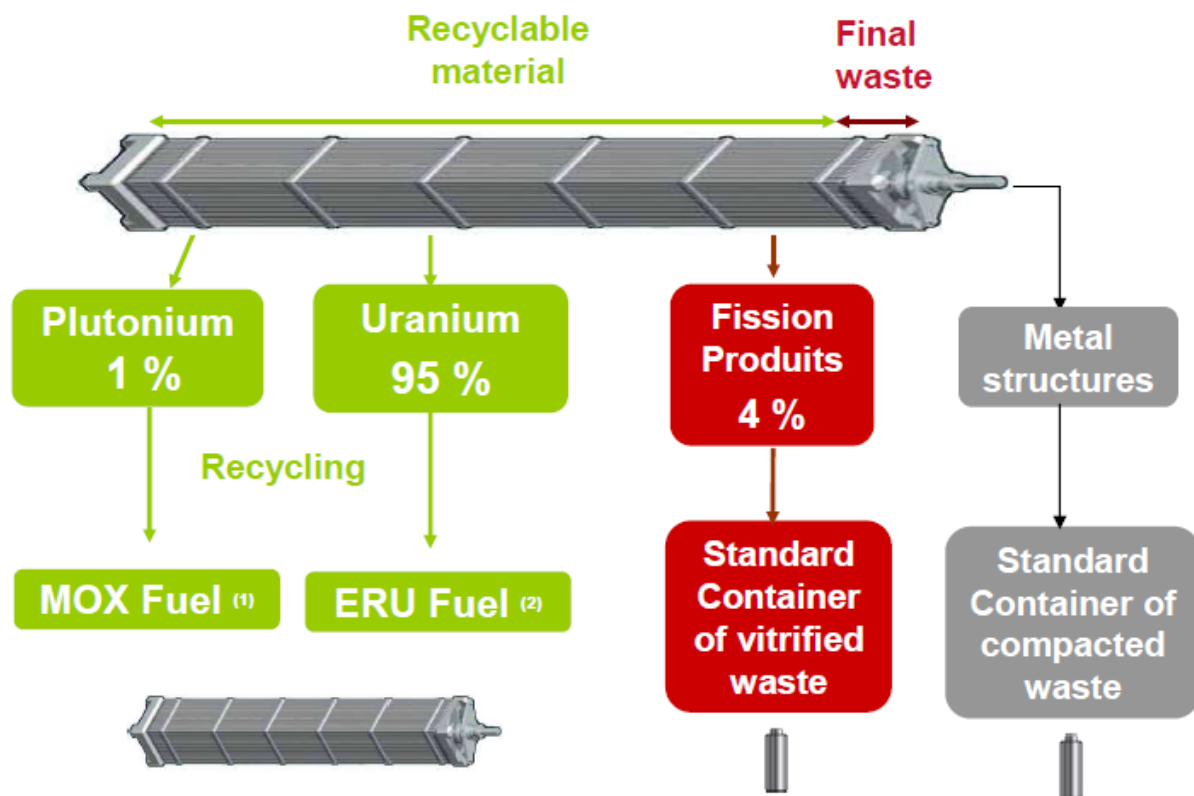 Recyclable
material
Final
waste
Plutonium
1 %
Uranium
95 %
Fission
Produits
4 %
Metal
structures
Recycling
MOX Fuel (1)
ERU Fuel (2)
Standard
Container
of vitrified
waste
Standard
Container of
compacted
waste